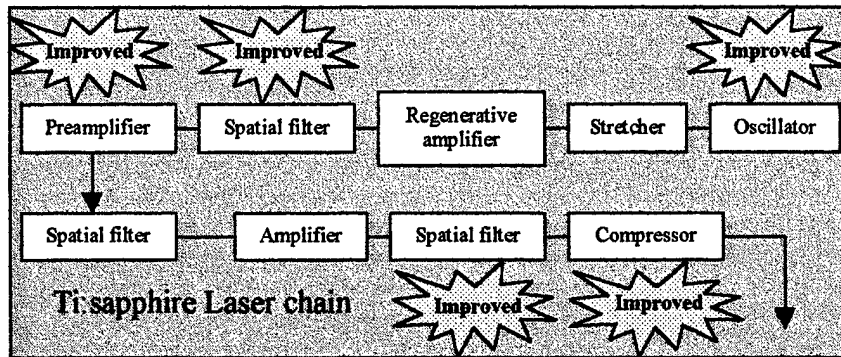 Improved Improved Improved
Preamplifier Spatial filter Regenerative amplifier Stretcher Oscillator
Spatial filter Amplifier Spatial filter Compressor
Ti:sapphire Laser chain Improved Improved